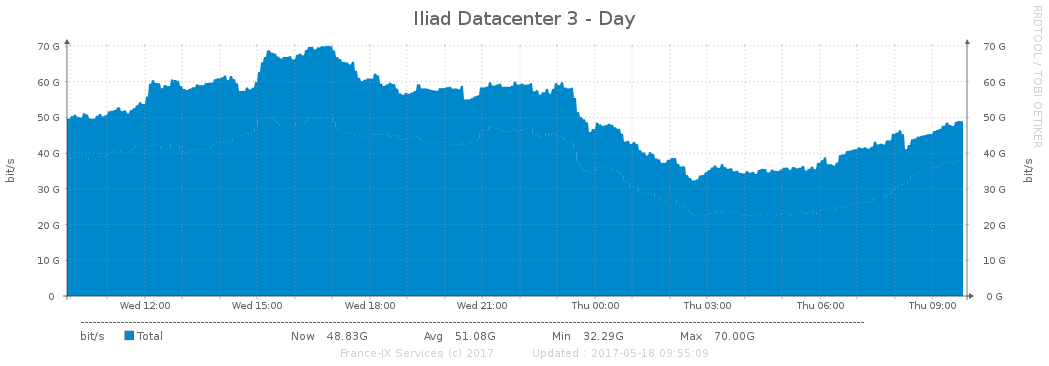 Iliad Datacenter 3 - Day
RRDTOOL / TOBI OETIKER
bit/s
70 G 70 G
60 G 60 G
50 G 50 G
40 G 40 G
30 G 30 G
20 G 20 G
10 G 10 G
0 0 G
bit/s
Wed 12:00 Wed 15:00 Wed 18:00 Wed 21:00 Thu 00:00 Thu 03:00 Thu 06:00 Thu 09:00
bit/s Total Now 48.83G Avg 51.08G Min 32.29G Max 70.00G
France-IX Services (c) 2017 Updated : 2017-05-18 09:55:09